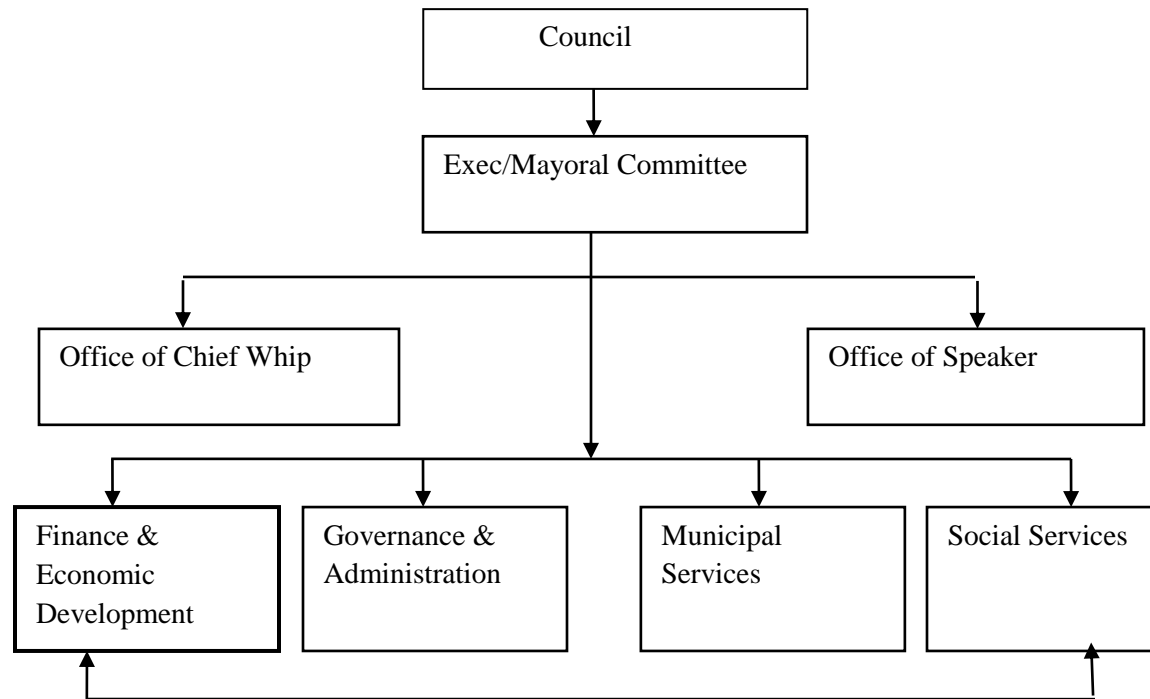 Council
Exec/Mayoral Committee
Office of Chief Whip
Office of Speaker
Finance &
Economic
Development
Governance &
Administration
Municipal
Services
Social Services